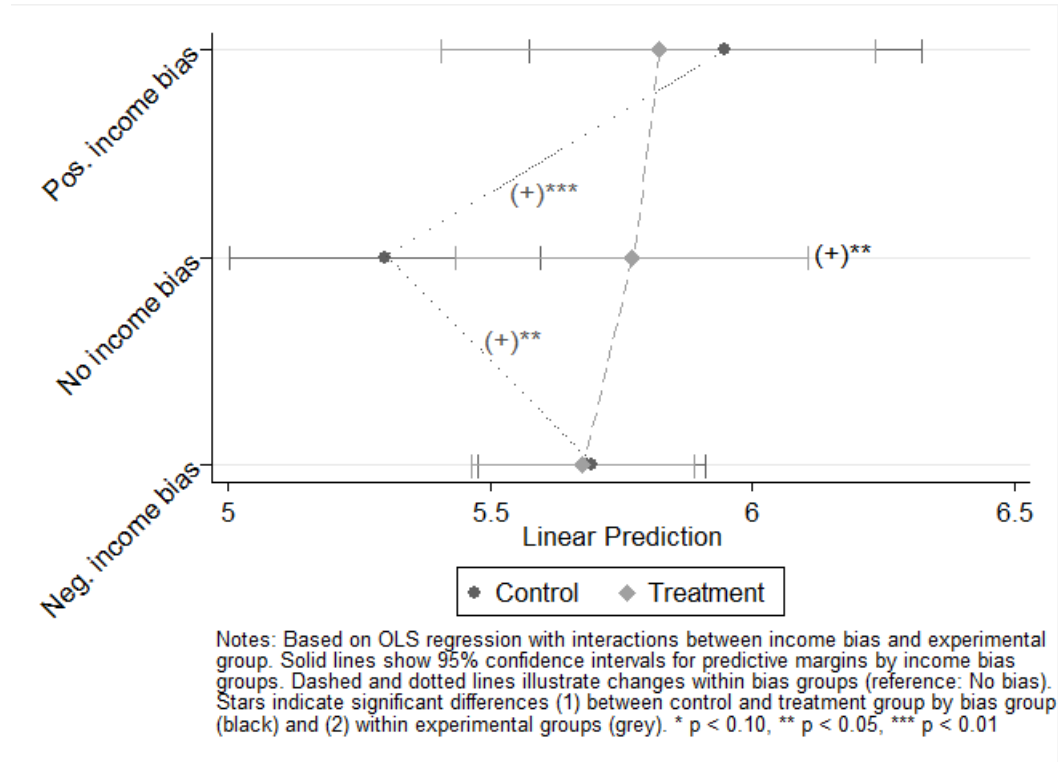 Pos. income bias
(+)***
No income bias
(+)**
(+)**
Neg. income bias
5 5.5 6 6.5
Linear Prediction
Control Treatment
Notes: Based on OLS regression with interactions between income bias and experimental
group. Solid lines show 95% confidence intervals for predictive margins by income bias
groups. Dashed and dotted lines illustrate changes within bias groups (reference: No bias).
Stars indicate significant differences (1) between control and treatment group by bias group
(black) and (2) within experimental groups (grey). * p < 0.10, ** p < 0.05, *** p < 0.01